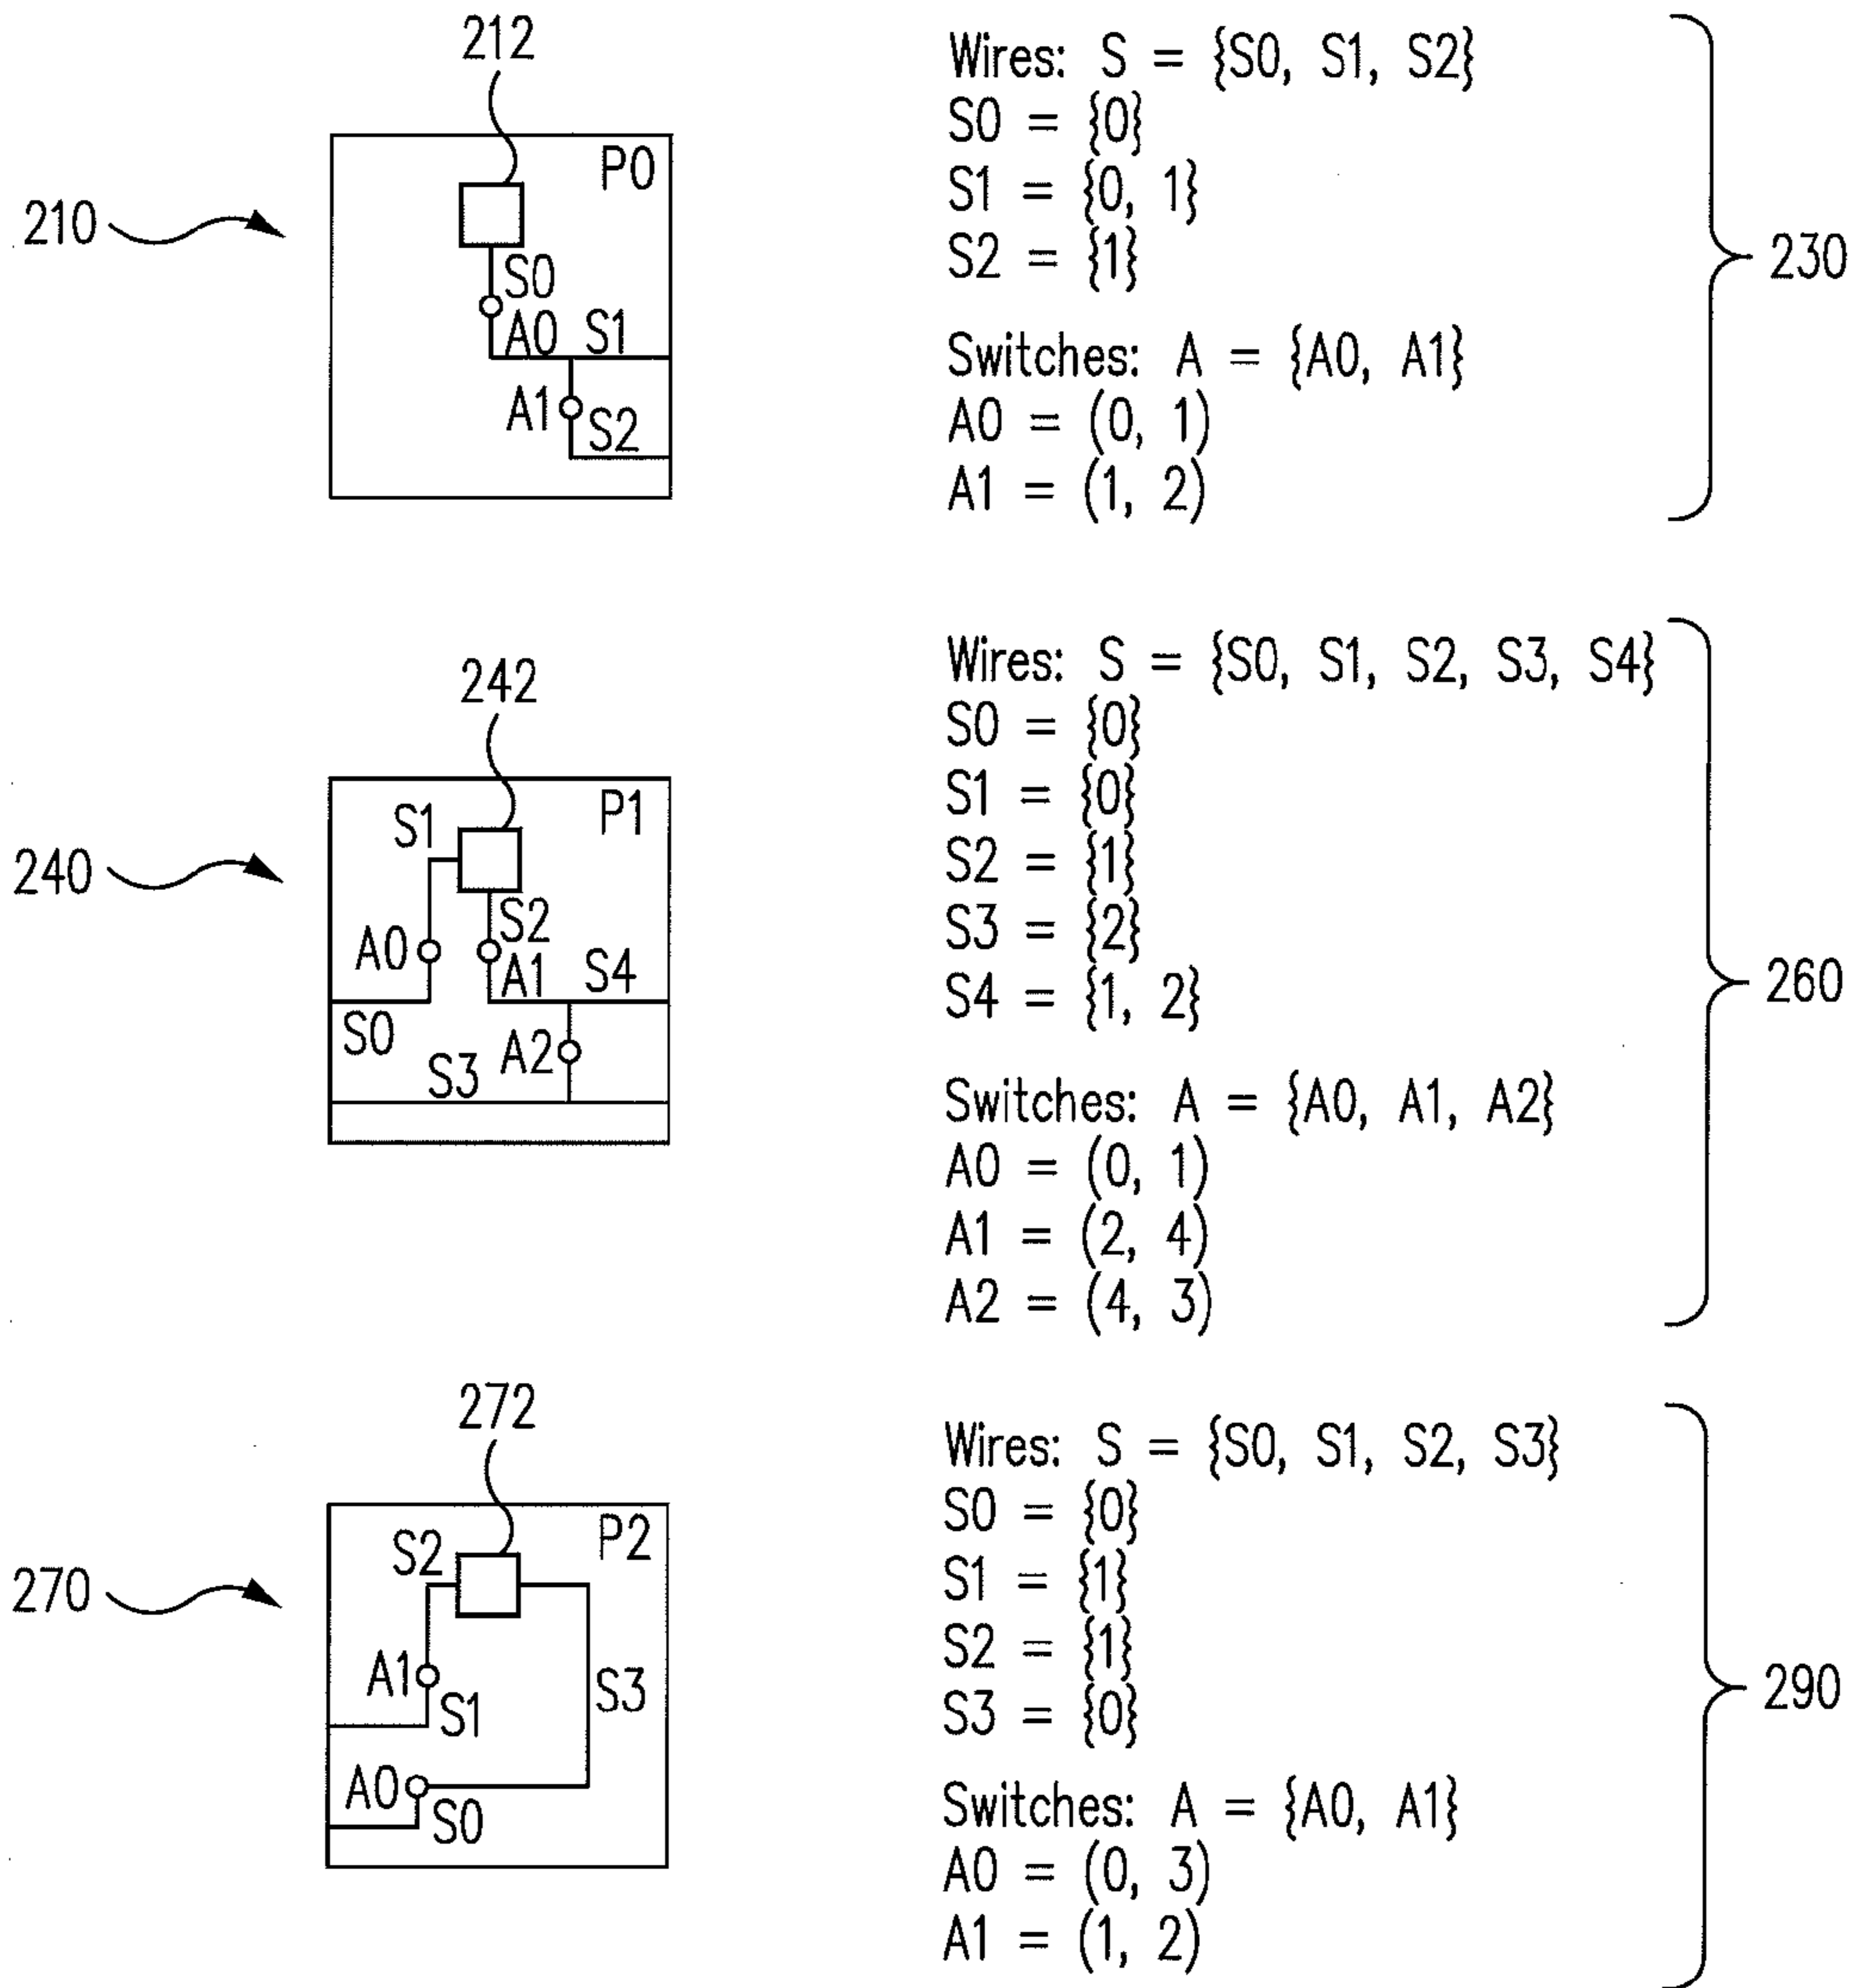 212
P0
210
S0
A0
S1
A1
S2
Wires: S = {S0, S1, S2}
S0 = {0}
S1 = {0, 1}
S2 = {1}
Switches: A = {A0, A1}
A0 = (0, 1)
A1 = (1, 2)
230
242
P1
S1
240
S2
A0
A1
S4
S0
A2
S3
Wires: S = {S0, S1, S2, S3, S4}
S0 = {0}
S1 = {0}
S2 = {1}
S3 = {2}
S4 = {1, 2}
Switches: A = {A0, A1, A2}
A0 = (0, 1)
A1 = (2, 4)
A2 = (4, 3)
260
272
P2
S2
270
A1
S1
S3
A0
S0
Wires: S = {S0, S1, S2, S3}
S0 = {0}
S1 = {1}
S2 = {1}
S3 = {0}
Switches: A = {A0, A1}
A0 = (0, 3)
A1 = (1, 2)
290